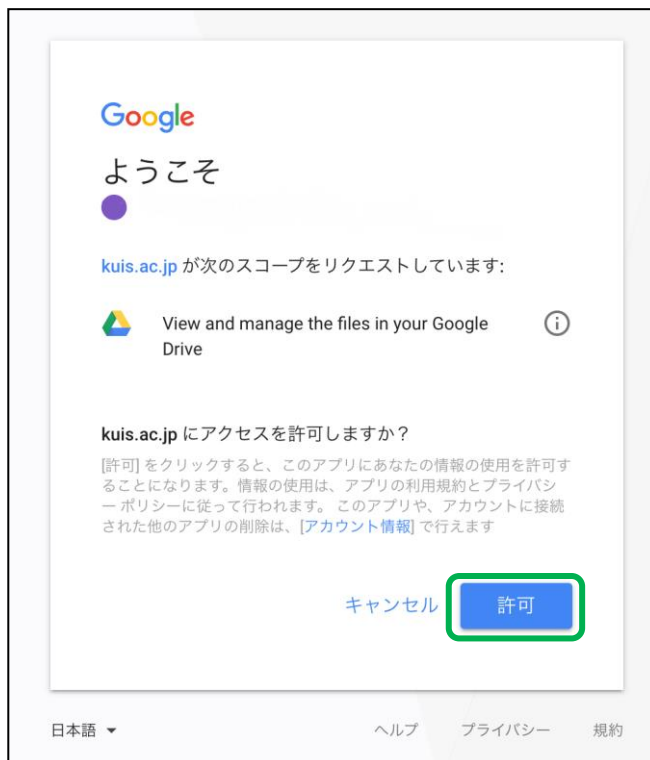 Google
ようこそ
kuis.ac.jp が次のスコープをリクエストしています:
View and manage the files in your Google
Drive
kuis.ac.jp にアクセスを許可しますか？
[許可] をクリックすると、このアプリにあなたの情報の使用を許可す
ることになります。情報の使用は、アプリの利用規約とプライバシ
ー ポリシーに従って行われます。 このアプリや、アカウントに接続
された他のアプリの削除は、[アカウント情報] で行えます
キャンセル 許可
日本語 ヘルプ プライバシー 規約